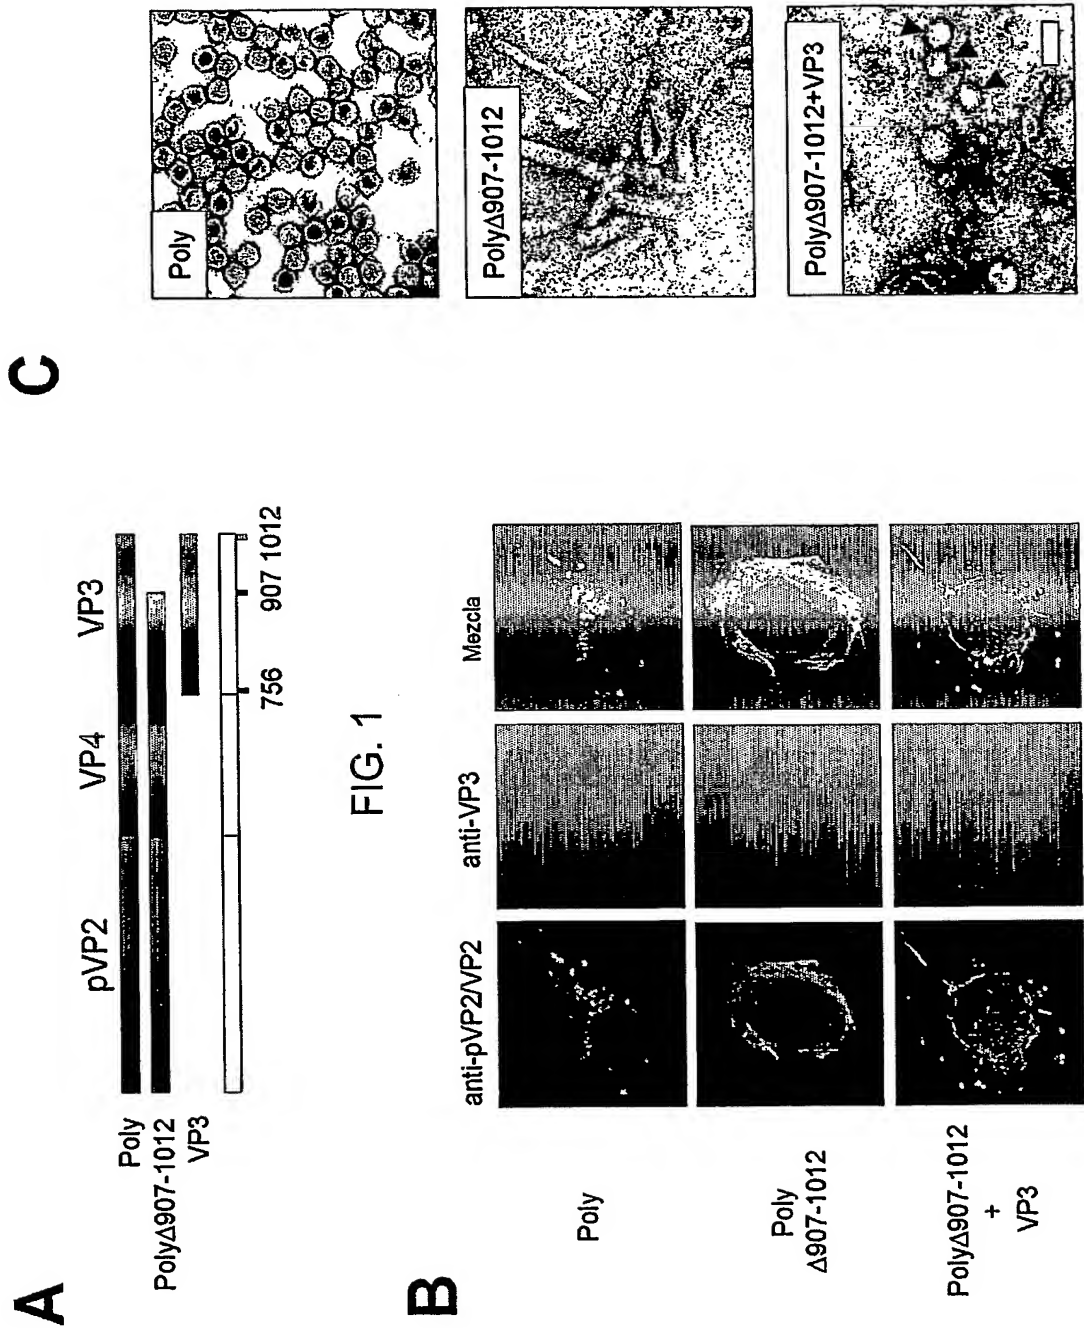 A
pVP2 VP4 VP3
Poly
PolyΔ907-1012
VP3
756 907 1012
FIG. 1
B
anti-pVP2/VP2 anti-VP3 Mezcla
Poly
Poly
Δ907-1012
PolyΔ907-1012
+
VP3
C
Poly
PolyΔ907-1012
PolyΔ907-1012+VP3